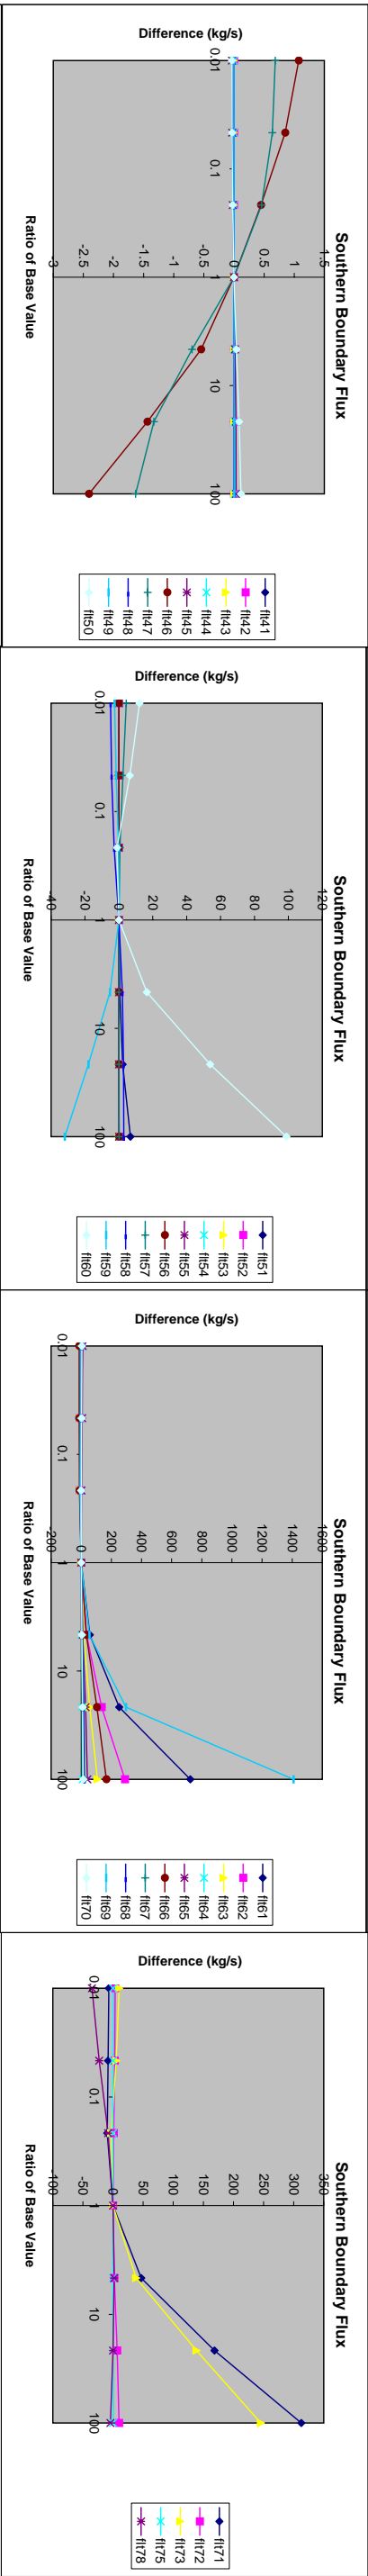 Southern Boundary Flux
Difference (kg/s)
1.5
1
0.5
0
-0.5
-1
-1.5
-2
-2.5
-3
0.01
0.1
1
10
100
Ratio of Base Value
flt41
flt42
flt43
flt44
flt45
flt46
flt47
flt48
flt49
flt50
Southern Boundary Flux
Difference (kg/s)
120
100
80
60
40
20
0
-20
-40
0.01
0.1
1
10
100
Ratio of Base Value
flt51
flt52
flt53
flt54
flt55
flt56
flt57
flt58
flt59
flt60
Southern Boundary Flux
Difference (kg/s)
1600
1400
1200
1000
800
600
400
200
0
-200
0.01
0.1
1
10
100
Ratio of Base Value
flt61
flt62
flt63
flt64
flt65
flt66
flt67
flt68
flt69
flt70
Southern Boundary Flux
Difference (kg/s)
350
300
250
200
150
100
50
0
-50
-100
0.01
0.1
1
10
100
Ratio of Base Value
flt71
flt72
flt73
flt75
flt78